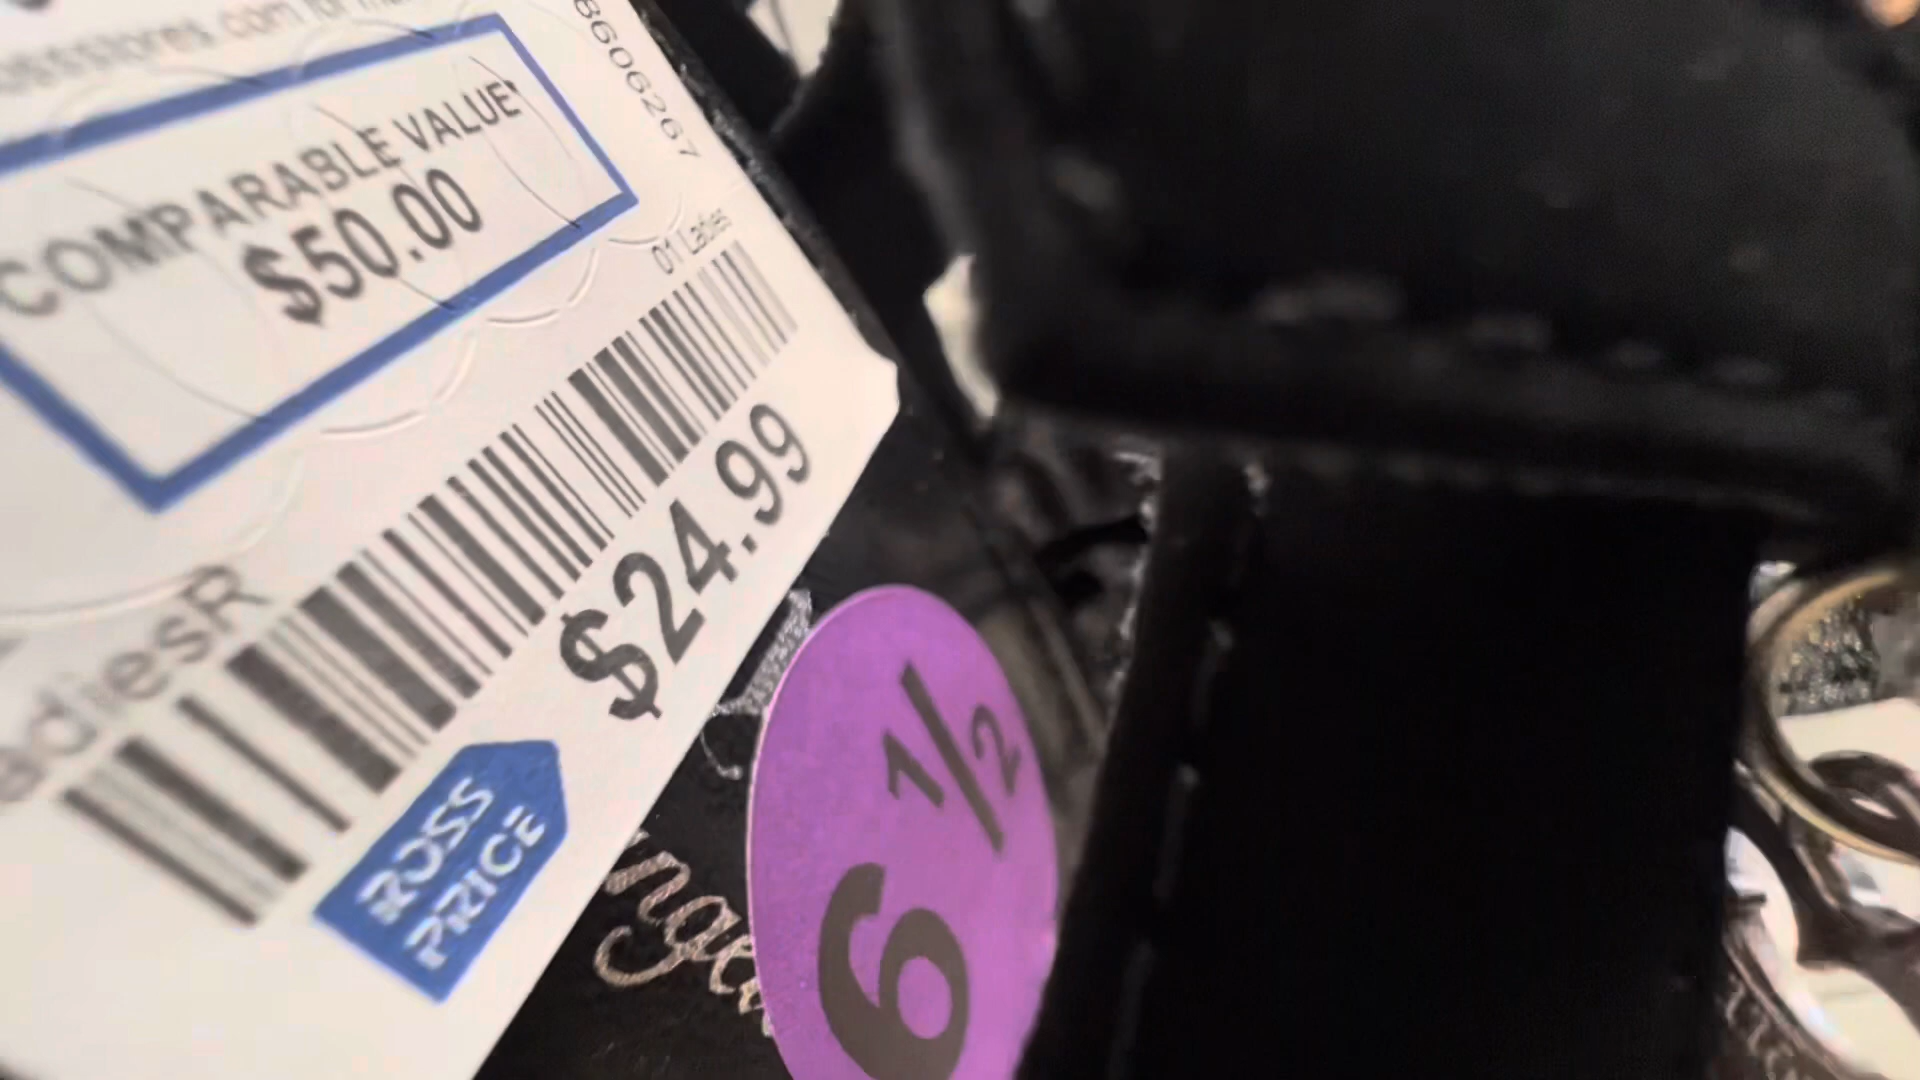 COMPARABLE VALUE*
$50.00
8606267
01 Ladies
$24.99
ROSS
PRICE
6 1/2